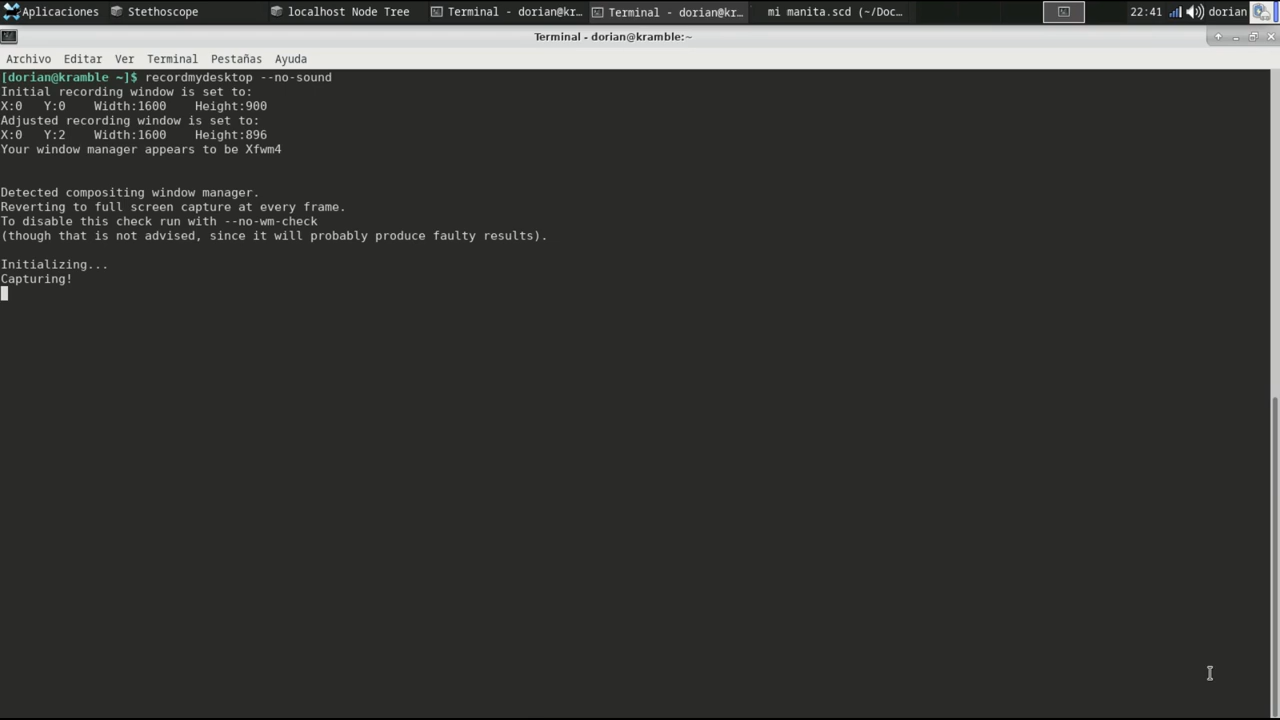 Aplicaciones Stethoscope localhost Node Tree Terminal - dorian@kr... Terminal - dorian@kr... mi manita.scd (~/Doc... 22:41 dorian
Terminal - dorian@kramble:~
Archivo Editar Ver Terminal Pestañas Ayuda
[dorian@kramble ~]$ recordmydesktop --no-sound
Initial recording window is set to:
X:0   Y:0    Width:1600    Height:900
Adjusted recording window is set to:
X:0   Y:2    Width:1600    Height:896
Your window manager appears to be Xfwm4
Detected compositing window manager.
Reverting to full screen capture at every frame.
To disable this check run with --no-wm-check
(though that is not advised, since it will probably produce faulty results).
Initializing...
Capturing!